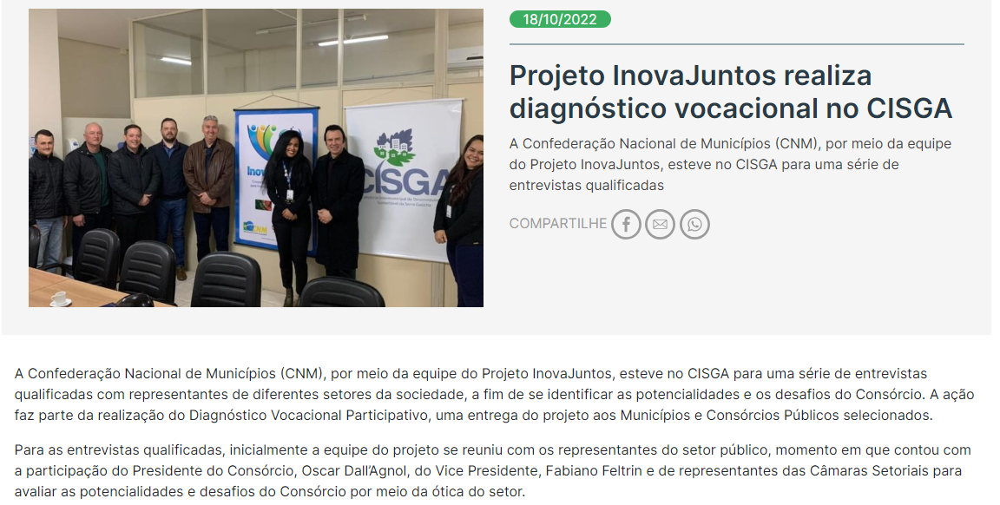 18/10/2022
Projeto InovaJuntos realiza
diagnóstico vocacional no CISGA
A Confederação Nacional de Municípios (CNM), por meio da equipe
do Projeto InovaJuntos, esteve no CISGA para uma série de
entrevistas qualificadas
COMPARTILHE
Inov
CNM
CISGA
A Confederação Nacional de Municípios (CNM), por meio da equipe do Projeto InovaJuntos, esteve no CISGA para uma série de entrevistas
qualificadas com representantes de diferentes setores da sociedade, a fim de se identificar as potencialidades e os desafios do Consórcio. A ação
faz parte da realização do Diagnóstico Vocacional Participativo, uma entrega do projeto aos Municípios e Consórcios Públicos selecionados.
Para as entrevistas qualificadas, inicialmente a equipe do projeto se reuniu com os representantes do setor público, momento em que contou com
a participação do Presidente do Consórcio, Oscar Dall’Agnol, do Vice Presidente, Fabiano Feltrin e de representantes das Câmaras Setoriais para
avaliar as potencialidades e desafios do Consórcio por meio da ótica do setor.